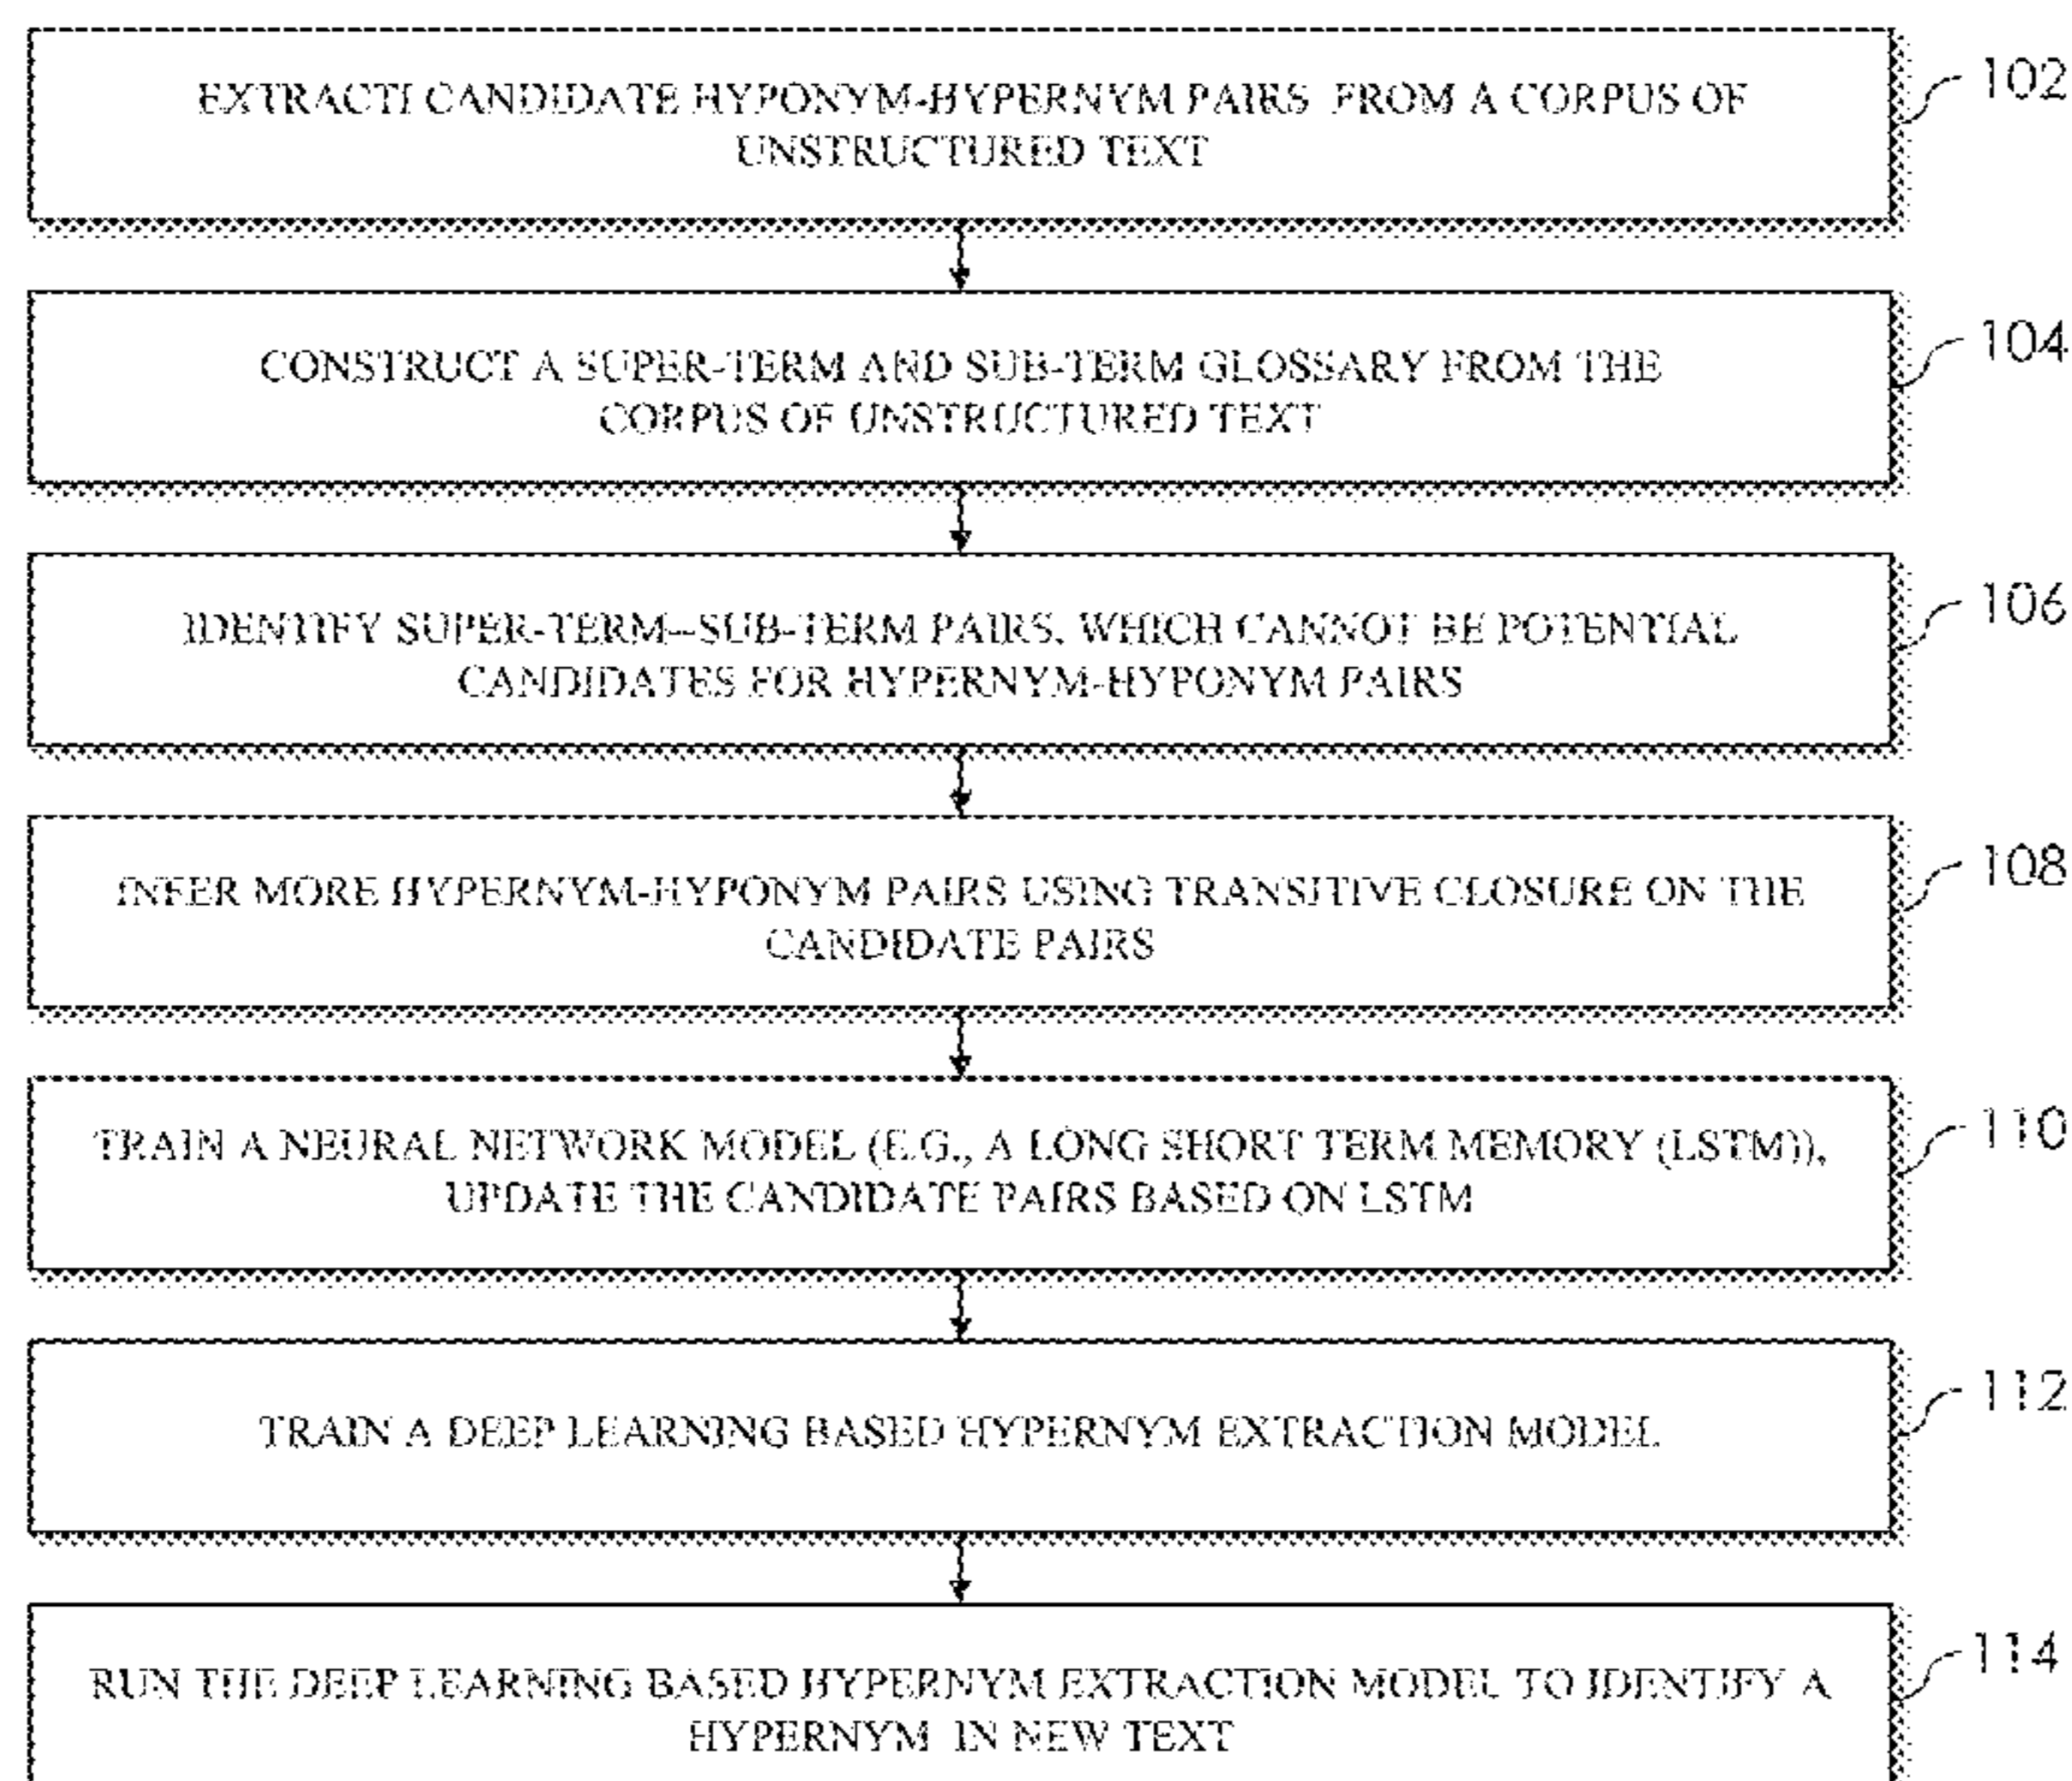 EXTRACTI CANDIDATE HYPONYM-HYPERNYM PAIRS FROM A CORPUS OF
UNSTRUCTURED TEXT
102
CONSTRUCT A SUPER-TERM AND SUB-TERM GLOSSARY FROM THE
CORPUS OF UNSTRUCTURED TEXT
104
IDENTIFY SUPER-TERM--SUB-TERM PAIRS, WHICH CANNOT BE POTENTIAL
CANDIDATES FOR HYPERNYM-HYPONYM PAIRS
106
INFER MORE HYPERNYM-HYPONYM PAIRS USING TRANSITIVE CLOSURE ON THE
CANDIDATE PAIRS
108
TRAIN A NEURAL NETWORK MODEL (E.G., A LONG SHORT TERM MEMORY (LSTM)),
UPDATE THE CANDIDATE PAIRS BASED ON LSTM
110
TRAIN A DEEP LEARNING BASED HYPERNYM EXTRACTION MODEL
112
RUN THE DEEP LEARNING BASED HYPERNYM EXTRACTION MODEL TO IDENTIFY A
HYPERNYM IN NEW TEXT
114